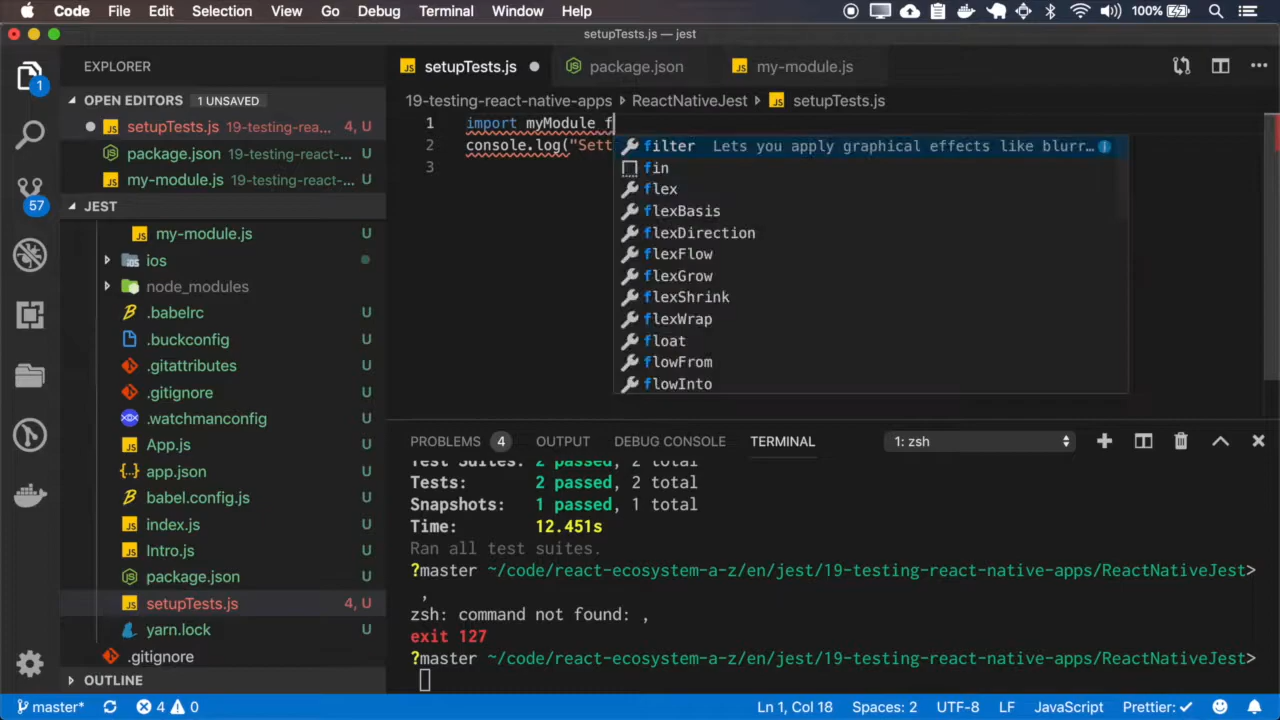 Code File Edit Selection View Go Debug Terminal Window Help 100%
setupTests.js — jest
EXPLORER
OPEN EDITORS 1 UNSAVED
setupTests.js 19-testing-rea... 4, U
package.json 19-testing-react-...
my-module.js 19-testing-react-... U
JEST
my-module.js U
ios
node_modules
.babelrc U
.buckconfig U
.gitattributes U
.gitignore U
.watchmanconfig U
App.js U
app.json U
babel.config.js U
index.js U
Intro.js U
package.json U
setupTests.js 4, U
yarn.lock U
.gitignore
OUTLINE
1
57
setupTests.js package.json my-module.js
19-testing-react-native-apps ReactNativeJest setupTests.js
1 import myModule f
2 console.log("Sett
3
filter Lets you apply graphical effects like blurr…
fin
flex
flexBasis
flexDirection
flexFlow
flexGrow
flexShrink
flexWrap
float
flowFrom
flowInto
PROBLEMS 4 OUTPUT DEBUG CONSOLE TERMINAL 1: zsh
Test Suites: 2 passed, 2 total
Tests: 2 passed, 2 total
Snapshots: 1 passed, 1 total
Time: 12.451s
Ran all test suites.
?master ~/code/react-ecosystem-a-z/en/jest/19-testing-react-native-apps/ReactNativeJest>
,
zsh: command not found: ,
exit 127
?master ~/code/react-ecosystem-a-z/en/jest/19-testing-react-native-apps/ReactNativeJest>
master* 4 0 Ln 1, Col 18 Spaces: 2 UTF-8 LF JavaScript Prettier: ✓